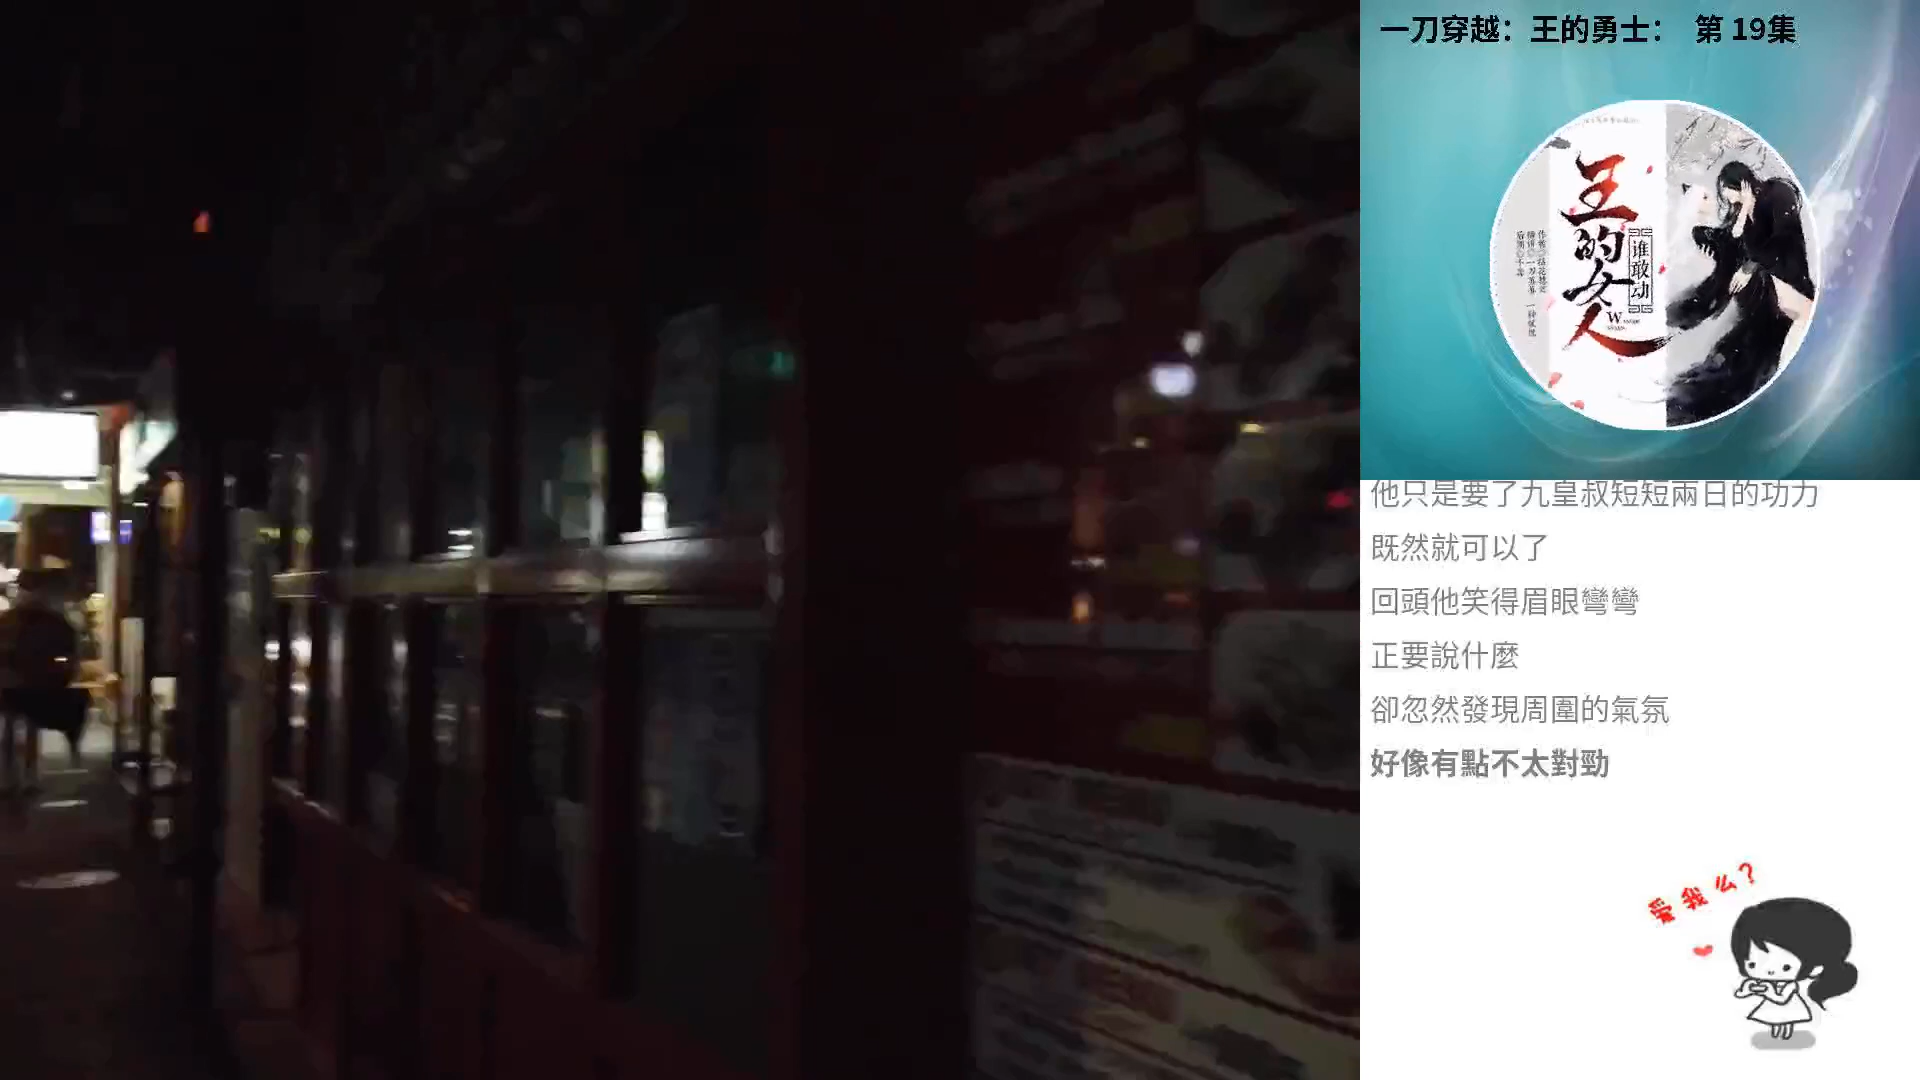 一刀穿越：王的勇士： 第 19集
王的女人
谁敢动
他只是要了九皇叔短短兩日的功力
既然就可以了
回頭他笑得眉眼彎彎
正要說什麼
卻忽然發現周圍的氣氛
好像有點不太對勁
爱我么？